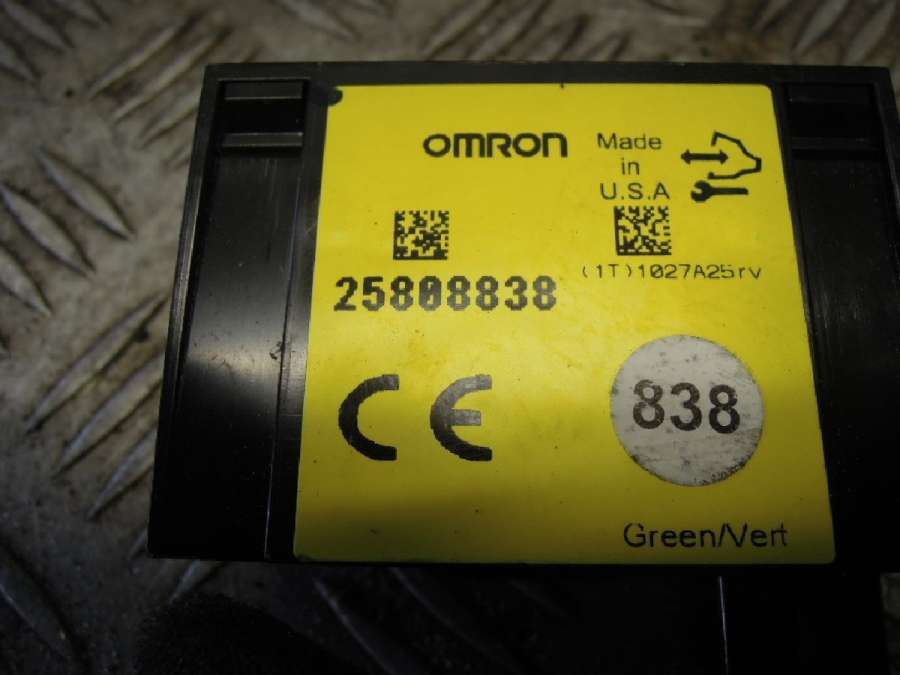 OMRON
Made
in
U.S.A
(1T)1027A25rv
25808838
CE
838
Green/Vert